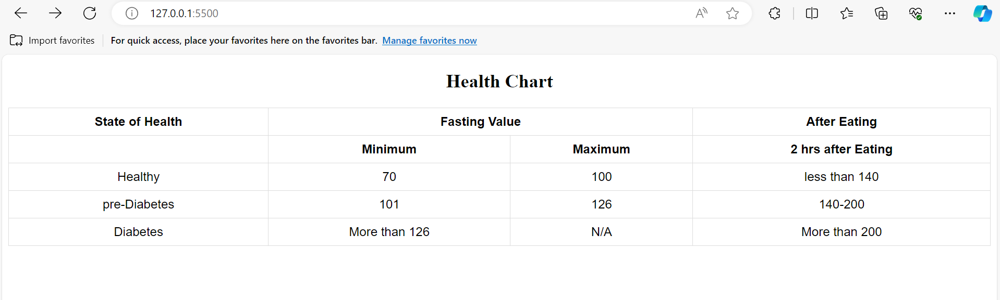 127.0.0.1:5500
Import favorites For quick access, place your favorites here on the favorites bar. Manage favorites now
Health Chart
State of Health Fasting Value After Eating
Minimum Maximum 2 hrs after Eating
Healthy 70 100 less than 140
pre-Diabetes 101 126 140-200
Diabetes More than 126 N/A More than 200